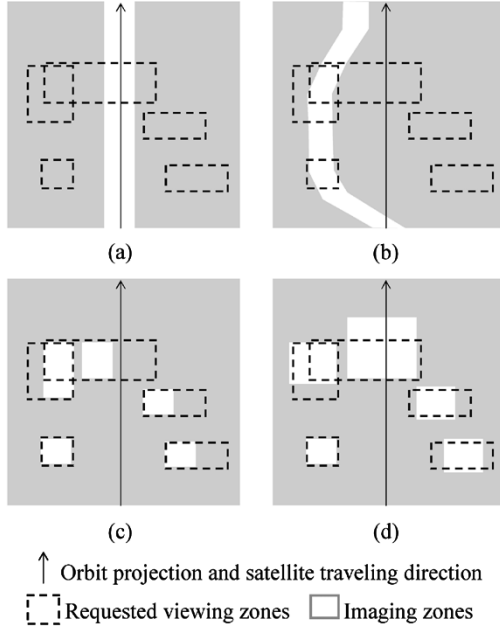 (a) (b)
(c) (d)
Orbit projection and satellite traveling direction
Requested viewing zones Imaging zones